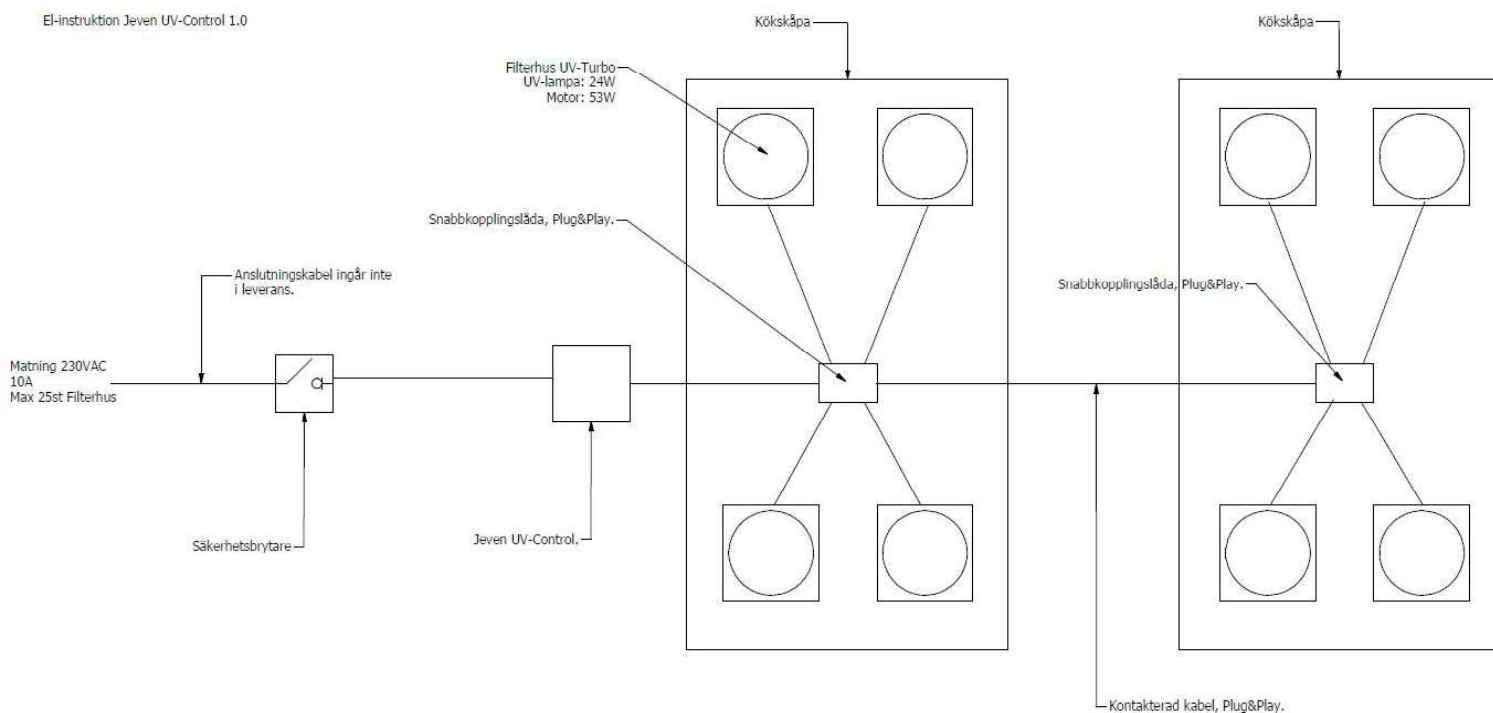 El-instruktion Jeven UV-Control 1.0
Kökskåpa
Kökskåpa
Filterhus UV-Turbo
UV-lampa: 24W
Motor: 53W
Snabbkopplingslåda, Plug&Play.
Anslutningskabel ingår inte
i leverans.
Snabbkopplingslåda, Plug&Play.
Matning 230VAC
10A
Max 25st Filterhus
Säkerhetsbrytare
Jeven UV-Control.
Kontakterad kabel, Plug&Play.